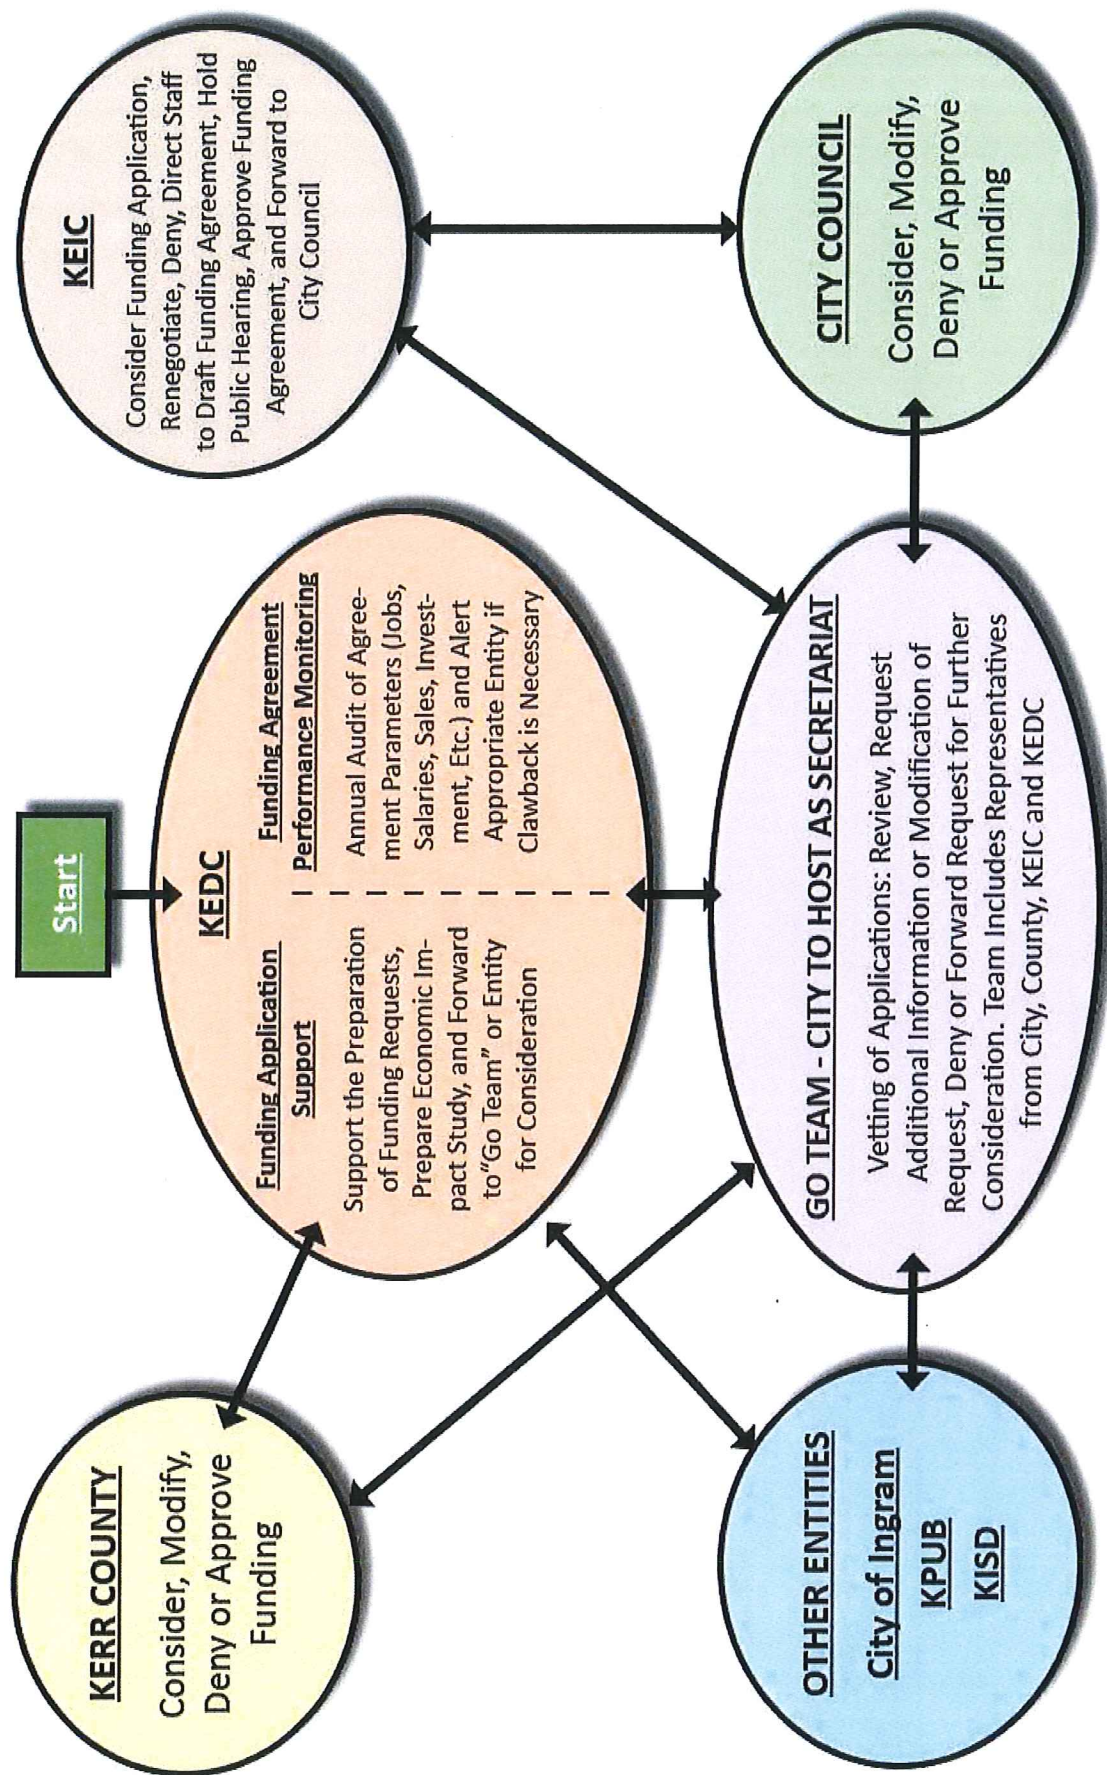 Start
KERR COUNTY
Consider, Modify,
Deny or Approve
Funding
KEDC
Funding Application
Support
Support the Preparation
of Funding Requests,
Prepare Economic Im-
pact Study, and Forward
to“Go Team” or Entity
for Consideration
Funding Agreement
Performance Monitoring
Annual Audit of Agree-
ment Parameters (Jobs,
Salaries, Sales, Invest-
ment, Etc.) and Alert
Appropriate Entity if
Clawback is Necessary
KEIC
Consider Funding Application,
Renegotiate, Deny, Direct Staff
to Draft Funding Agreement, Hold
Public Hearing, Approve Funding
Agreement, and Forward to
City Council
OTHER ENTITIES
City of Ingram
KPUB
KISD
GO TEAM - CITY TO HOST AS SECRETARIAT
Vetting of Applications: Review, Request
Additional Information or Modification of
Request, Deny or Forward Request for Further
Consideration. Team Includes Representatives
from City, County, KEIC and KEDC
CITY COUNCIL
Consider, Modify,
Deny or Approve
Funding